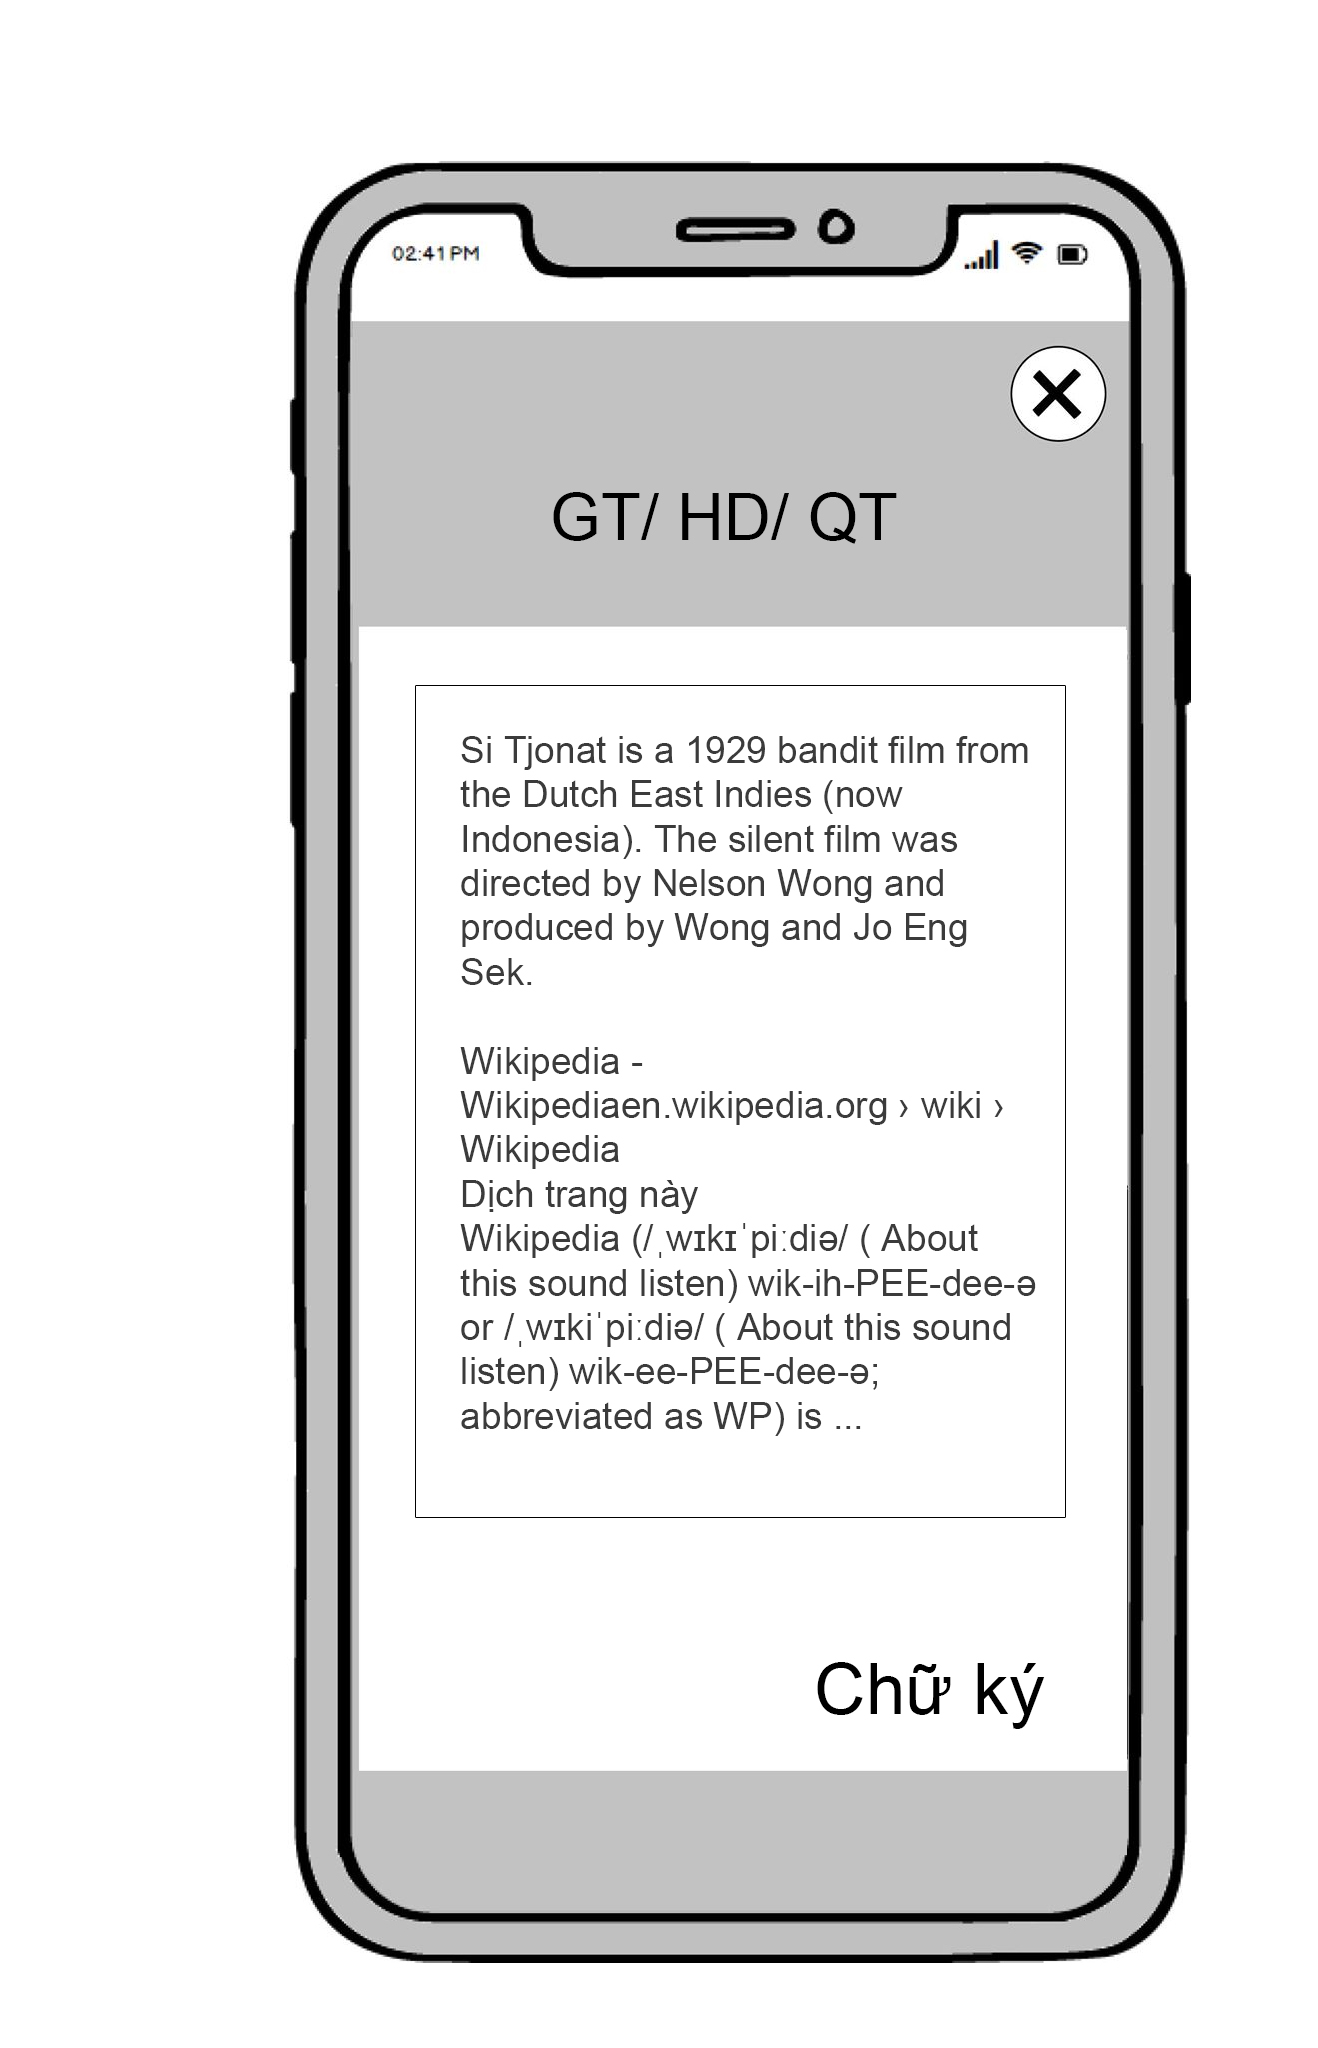 02:41 PM
GT/ HD/ QT
Si Tjonat is a 1929 bandit film from
the Dutch East Indies (now
Indonesia). The silent film was
directed by Nelson Wong and
produced by Wong and Jo Eng
Sek.
Wikipedia -
Wikipediaen.wikipedia.org › wiki ›
Wikipedia
Dịch trang này
Wikipedia (/ˌwɪkɪˈpiːdiə/ ( About
this sound listen) wik-ih-PEE-dee-ə
or /ˌwɪkiˈpiːdiə/ ( About this sound
listen) wik-ee-PEE-dee-ə;
abbreviated as WP) is ...
Chữ ký